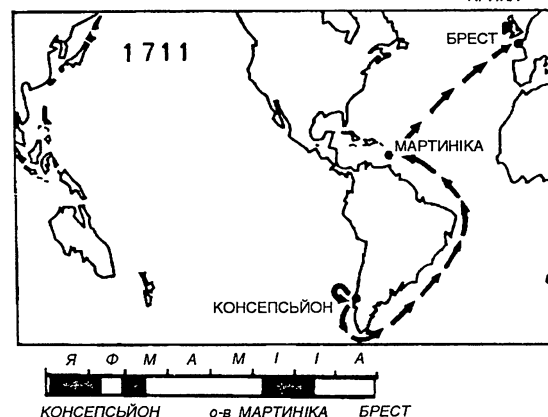 1711
БРЕСТ
МАРТИНІКА
КОНСЕПСЬЙОН
Я Ф М А М І І А
КОНСЕПСЬЙОН о-в МАРТИНІКА БРЕСТ